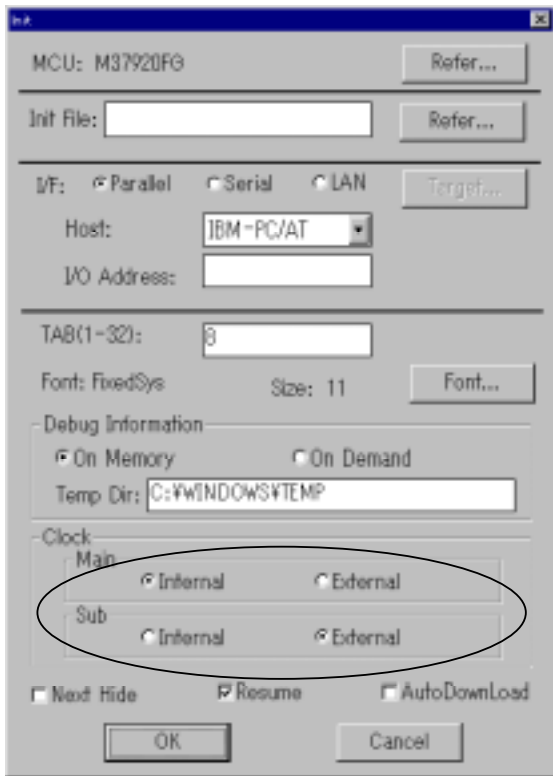 Init
MCU: M37920FG Refer...
Init File: Refer...
I/F: Parallel Serial LAN Target...
Host: IBM-PC/AT
I/O Address:
TAB(1-32): 8
Font: FixedSys Size: 11 Font...
Debug Information
On Memory On Demand
Temp Dir: C:¥WINDOWS¥TEMP
Clock
Main
Internal External
Sub
Internal External
Next Hide Resume AutoDownLoad
OK Cancel